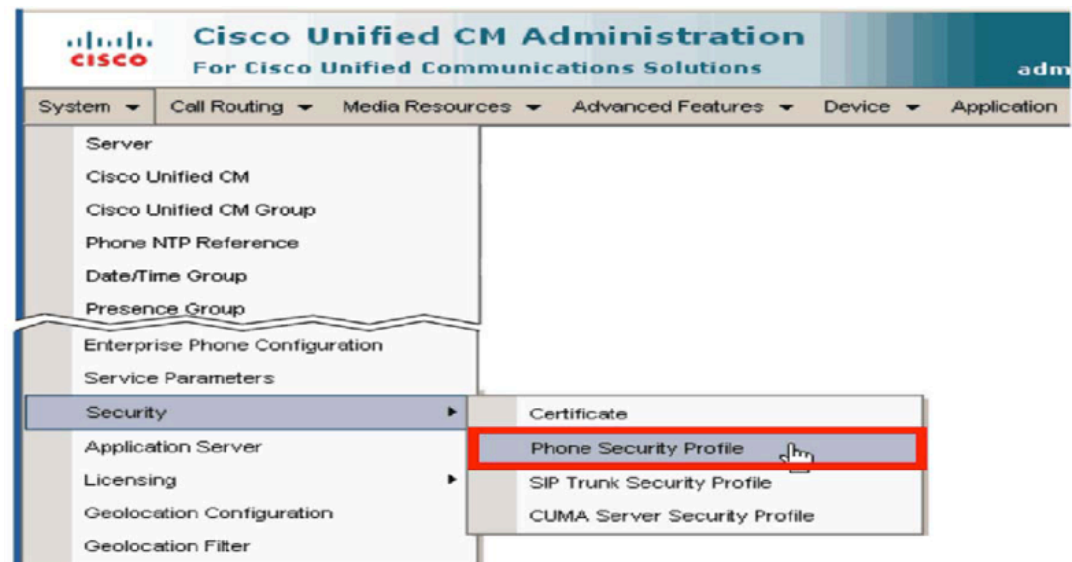 Cisco Unified CM Administration
CISCO
For Cisco Unified Communications Solutions
adm
System Call Routing Media Resources Advanced Features Device Application
Server
Cisco Unified CM
Cisco Unified CM Group
Phone NTP Reference
Date/Time Group
Presence Group
Enterprise Phone Configuration
Service Parameters
Security
Certificate
Application Server
Phone Security Profile
Licensing
SIP Trunk Security Profile
Geolocation Configuration
CUMA Server Security Profile
Geolocation Filter